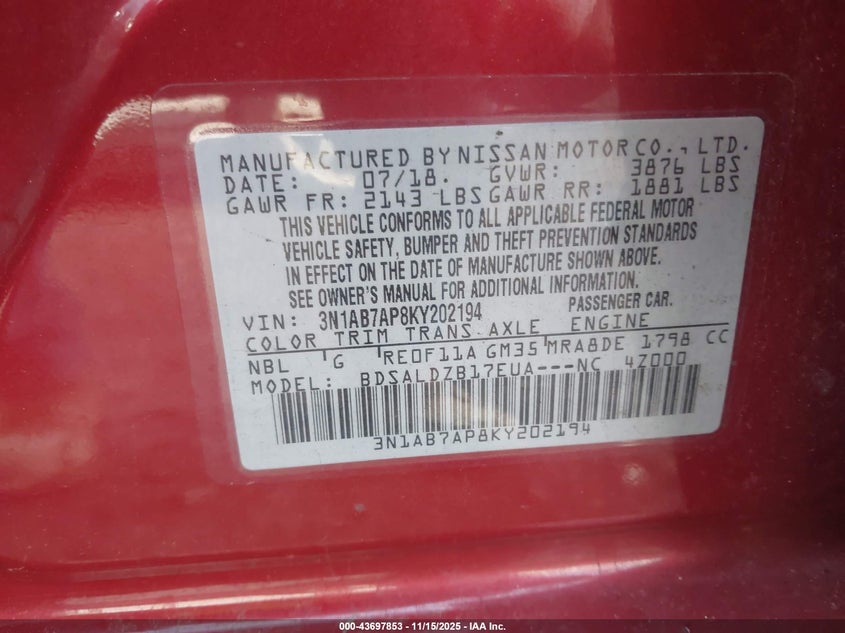 MANUFACTURED BY NISSAN MOTOR CO., LTD.
DATE: 07/18. GVWR: 3876 LBS
GAWR FR: 2143 LBS GAWR RR: 1881 LBS
THIS VEHICLE CONFORMS TO ALL APPLICABLE FEDERAL MOTOR
VEHICLE SAFETY, BUMPER AND THEFT PREVENTION STANDARDS
IN EFFECT ON THE DATE OF MANUFACTURE SHOWN ABOVE.
SEE OWNER'S MANUAL FOR ADDITIONAL INFORMATION.
VIN: 3N1AB7AP8KY202194 PASSENGER CAR.
COLOR TRIM TRANS. AXLE ENGINE
NBL G RE0F11A GM35 MRA8DE 1798 CC
MODEL: BDSALDZB17EUA---NC 4Z000
3N1AB7AP8KY202194
000-43697853 - 11/15/2025 - IAA Inc.